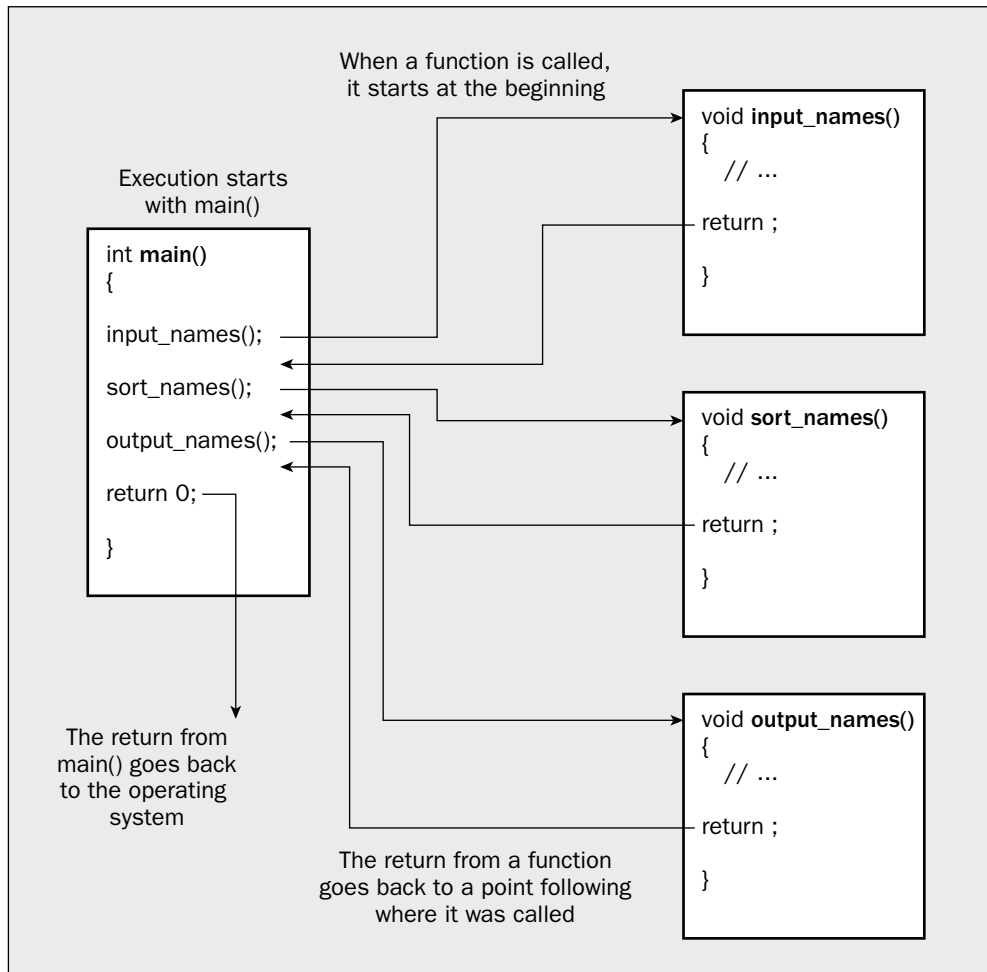 When a function is called,
it starts at the beginning
void input_names()
{
// ...
return ;
}
Execution starts
with main()
int main()
{
input_names();
sort_names();
output_names();
return 0;
}
void sort_names()
{
// ...
return ;
}
void output_names()
{
// ...
return ;
}
The return from
main() goes back
to the operating
system
The return from a function
goes back to a point following
where it was called